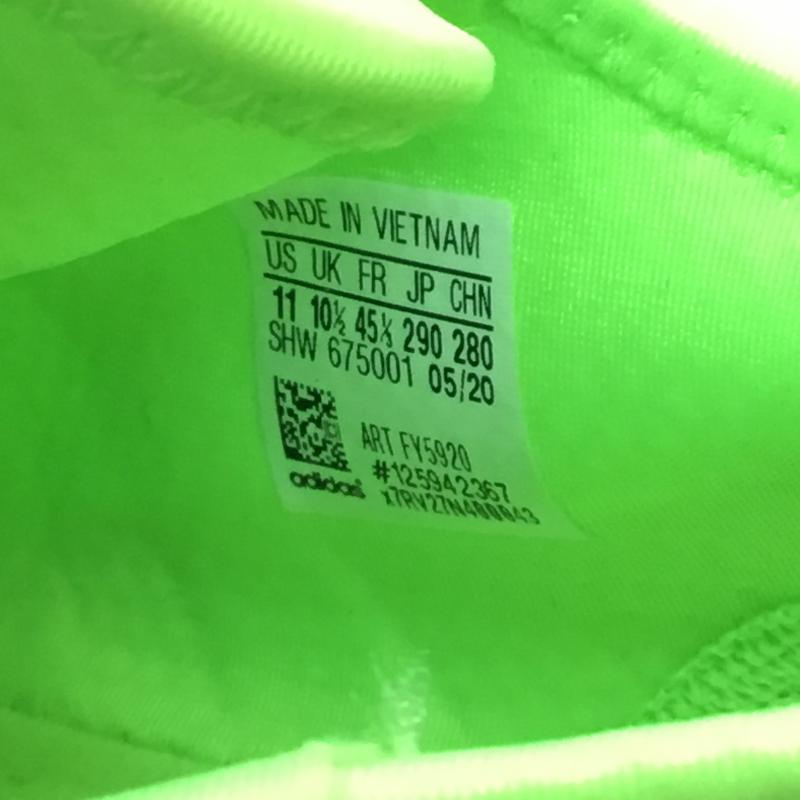 MADE IN VIETNAM
US UK FR JP CHN
11 10½ 45⅓ 290 280
SHW 675001 05/20
ART FY5920
#125942367
adidas x7RV27N400043